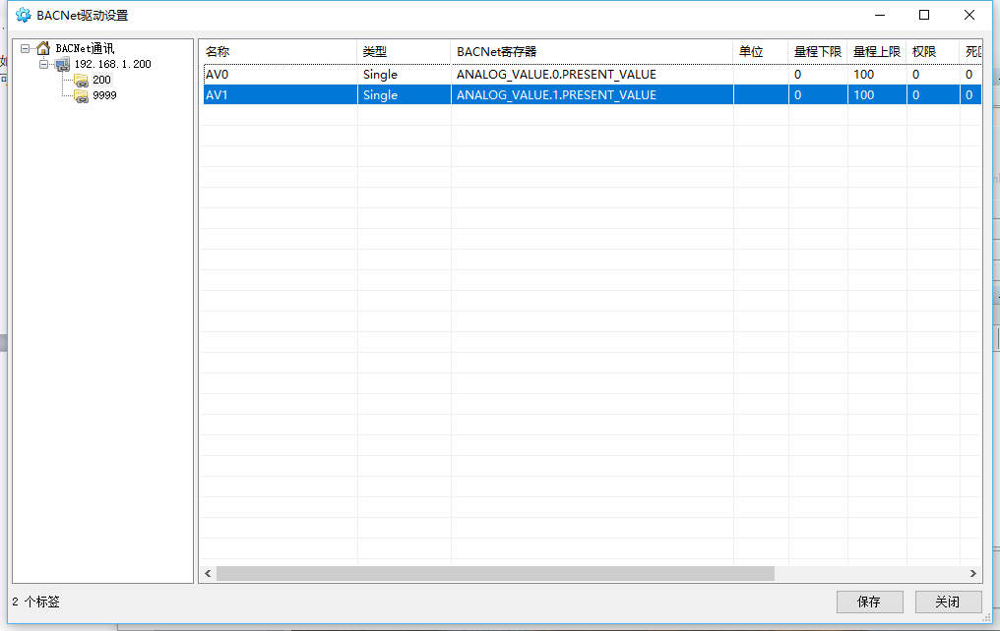 BACNet驱动设置
BACNet通讯
192.168.1.200
200
9999
名称 类型 BACNet寄存器 单位 量程下限 量程上限 权限
AV0 Single ANALOG_VALUE.0.PRESENT_VALUE 0 100 0 0
AV1 Single ANALOG_VALUE.1.PRESENT_VALUE 0 100 0 0
2 个标签
保存 关闭